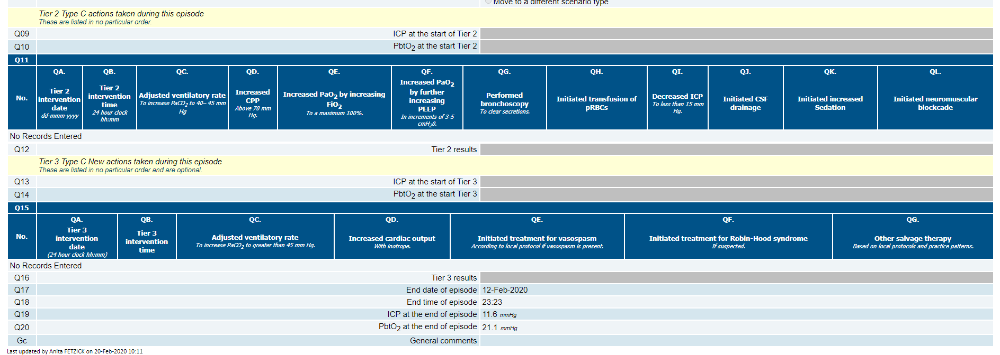 Move to a different scenario type
Tier 2 Type C actions taken during this episode
These are listed in no particular order.
Q09 ICP at the start of Tier 2
Q10 PbtO2 at the start Tier 2
Q11
No.
QA. Tier 2 intervention date dd-mmm-yyyy
QB. Tier 2 intervention time 24 hour clock hh:mm
QC. Adjusted ventilatory rate To increase PaCO2 to 40– 45 mm Hg
QD. Increased CPP Above 70 mm Hg.
QE. Increased PaO2 by increasing FiO2 To a maximum 100%.
QF. Increased PaO2 by further increasing PEEP In increments of 3-5 cmH20.
QG. Performed bronchoscopy To clear secretions.
QH. Initiated transfusion of pRBCs
QI. Decreased ICP To less than 15 mm Hg.
QJ. Initiated CSF drainage
QK. Initiated increased Sedation
QL. Initiated neuromuscular blockcade
No Records Entered
Q12 Tier 2 results
Tier 3 Type C New actions taken during this episode
These are listed in no particular order and are optional.
Q13 ICP at the start of Tier 3
Q14 PbtO2 at the start Tier 3
Q15
No.
QA. Tier 3 intervention date (24 hour clock hh:mm)
QB. Tier 3 intervention time
QC. Adjusted ventilatory rate To increase PaCO2 to greater than 45 mm Hg.
QD. Increased cardiac output With inotrope.
QE. Initiated treatment for vasospasm According to local protocol if vasospasm is present.
QF. Initiated treatment for Robin-Hood syndrome If suspected.
QG. Other salvage therapy Based on local protocols and practice patterns.
No Records Entered
Q16 Tier 3 results
Q17 End date of episode 12-Feb-2020
Q18 End time of episode 23:23
Q19 ICP at the end of episode 11.6 mmHg
Q20 PbtO2 at the end of episode 21.1 mmHg
Gc General comments
Last updated by Anita FETZICK on 20-Feb-2020 10:11